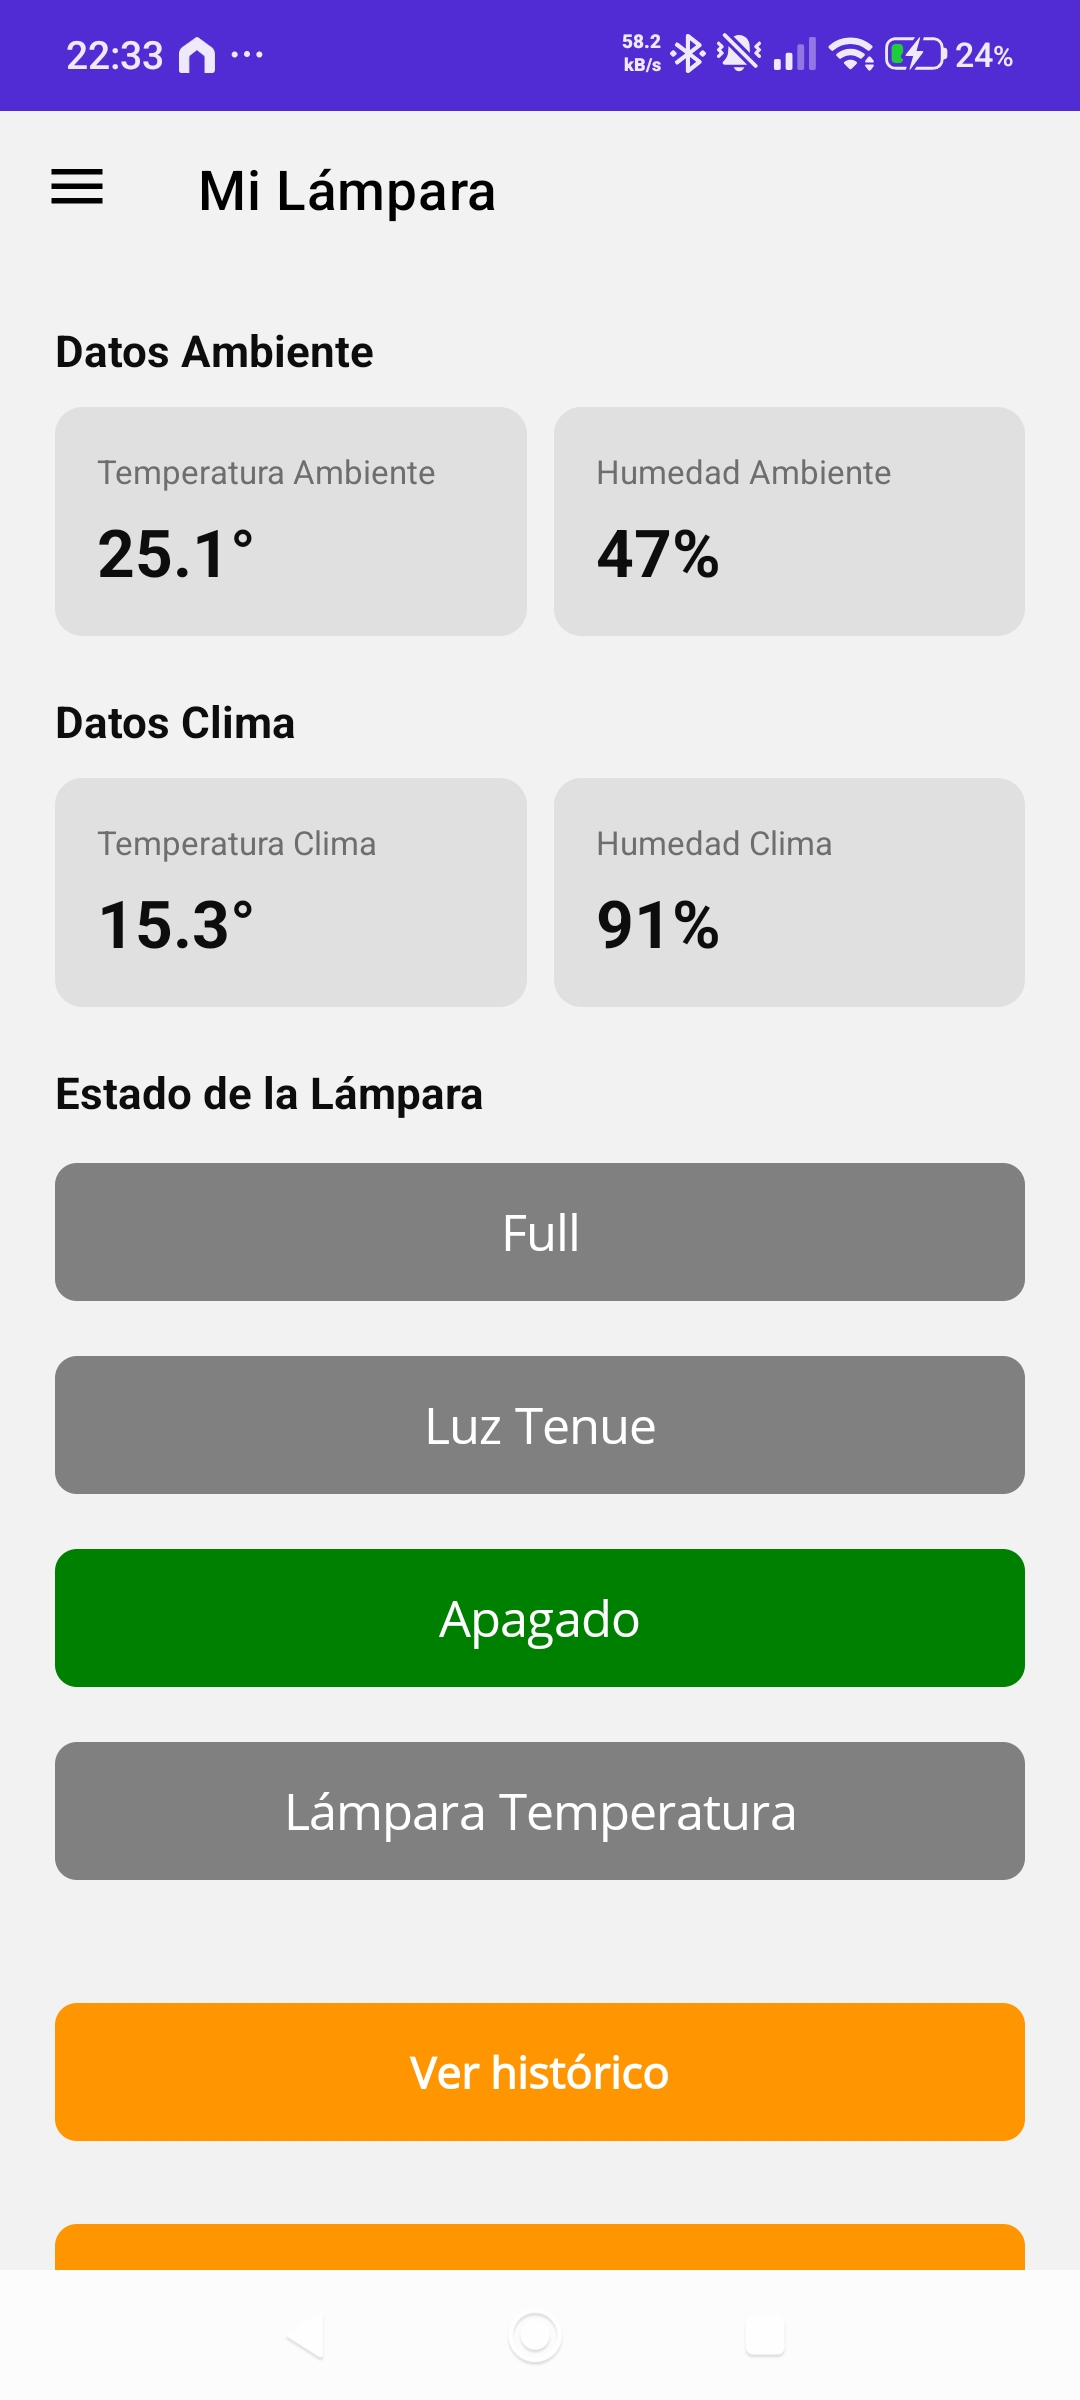 22:33
58.2
kB/s
24%
Mi Lámpara
Datos Ambiente
Temperatura Ambiente
25.1°
Humedad Ambiente
47%
Datos Clima
Temperatura Clima
15.3°
Humedad Clima
91%
Estado de la Lámpara
Full
Luz Tenue
Apagado
Lámpara Temperatura
Ver histórico